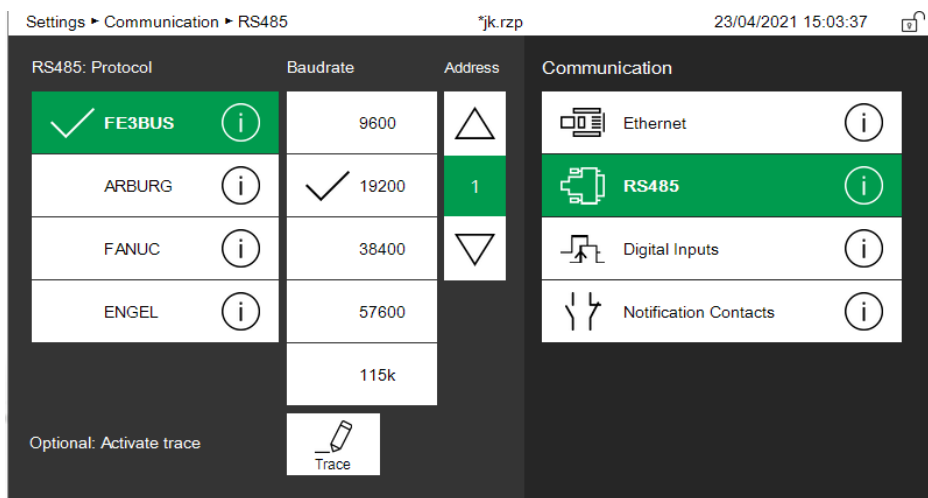 Settings ► Communication ► RS485 *jk.rzp 23/04/2021 15:03:37
RS485: Protocol Baudrate Address Communication
FE3BUS i 9600 Ethernet i
ARBURG i 19200 1 RS485 i
FANUC i 38400 Digital Inputs i
ENGEL i 57600 Notification Contacts i
115k
Optional: Activate trace
Trace